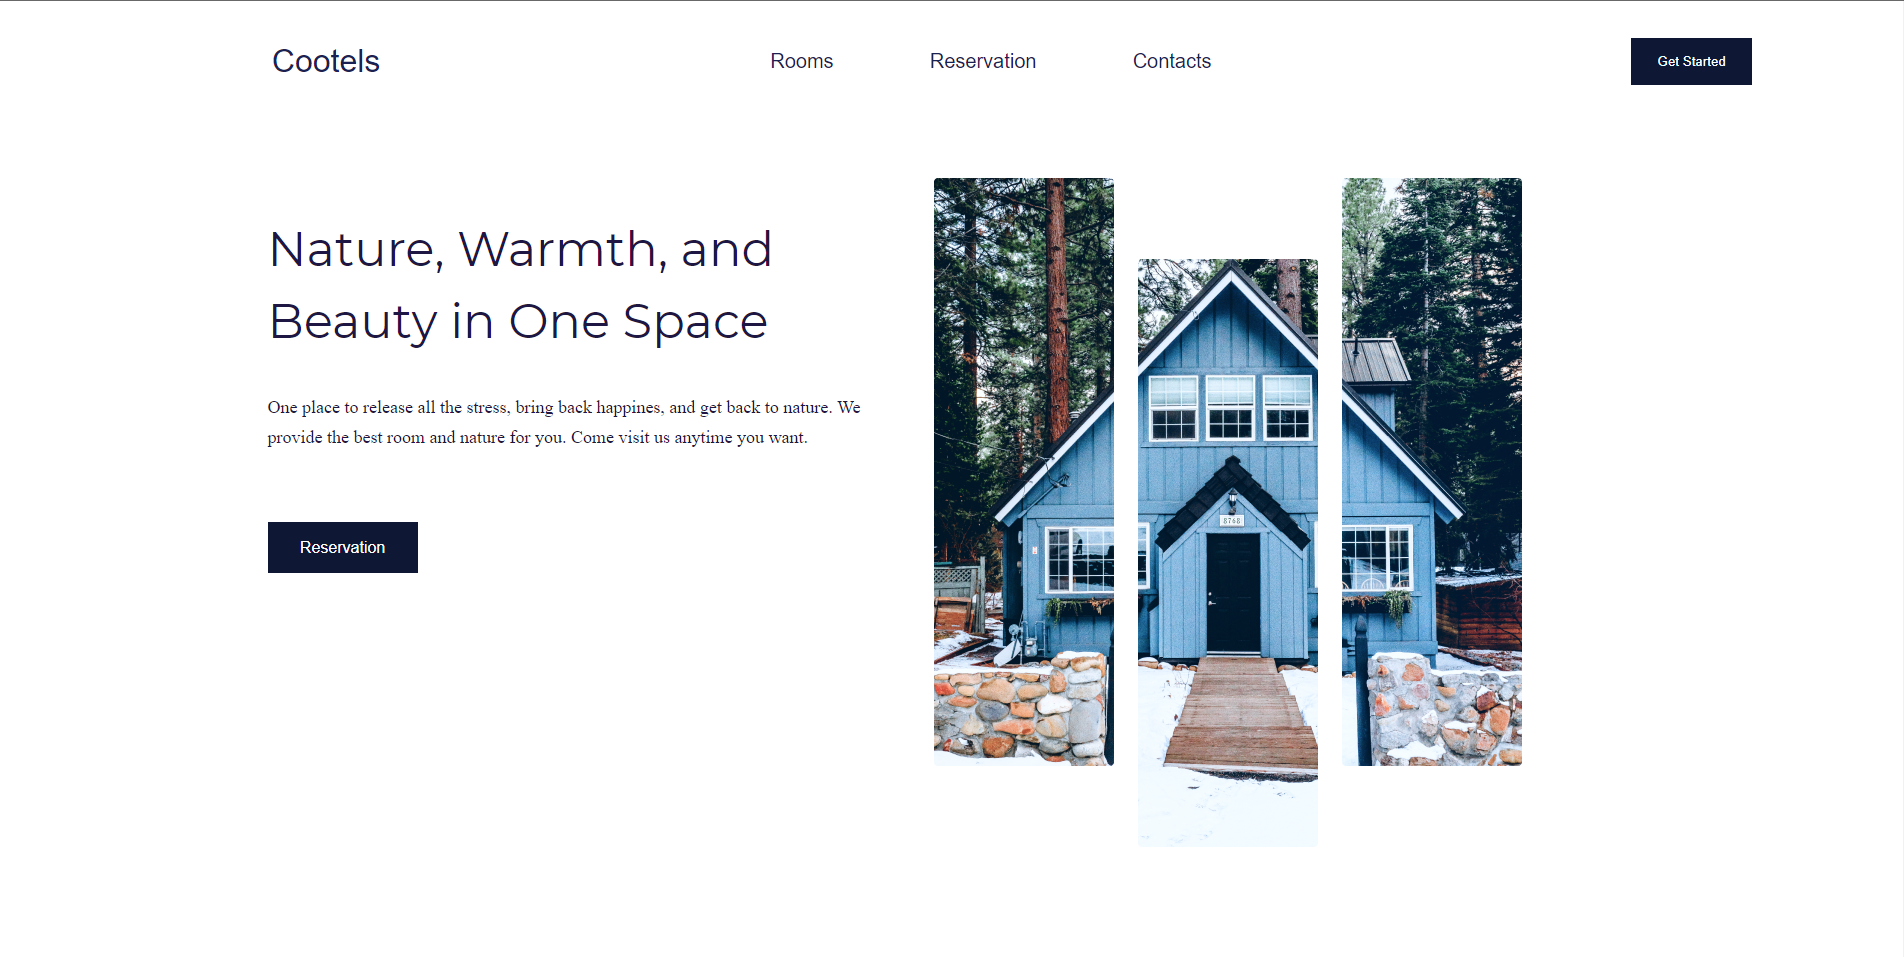 Cootels
Rooms
Reservation
Contacts
Get Started
Nature, Warmth, and
Beauty in One Space
One place to release all the stress, bring back happines, and get back to nature. We
provide the best room and nature for you. Come visit us anytime you want.
Reservation
8768